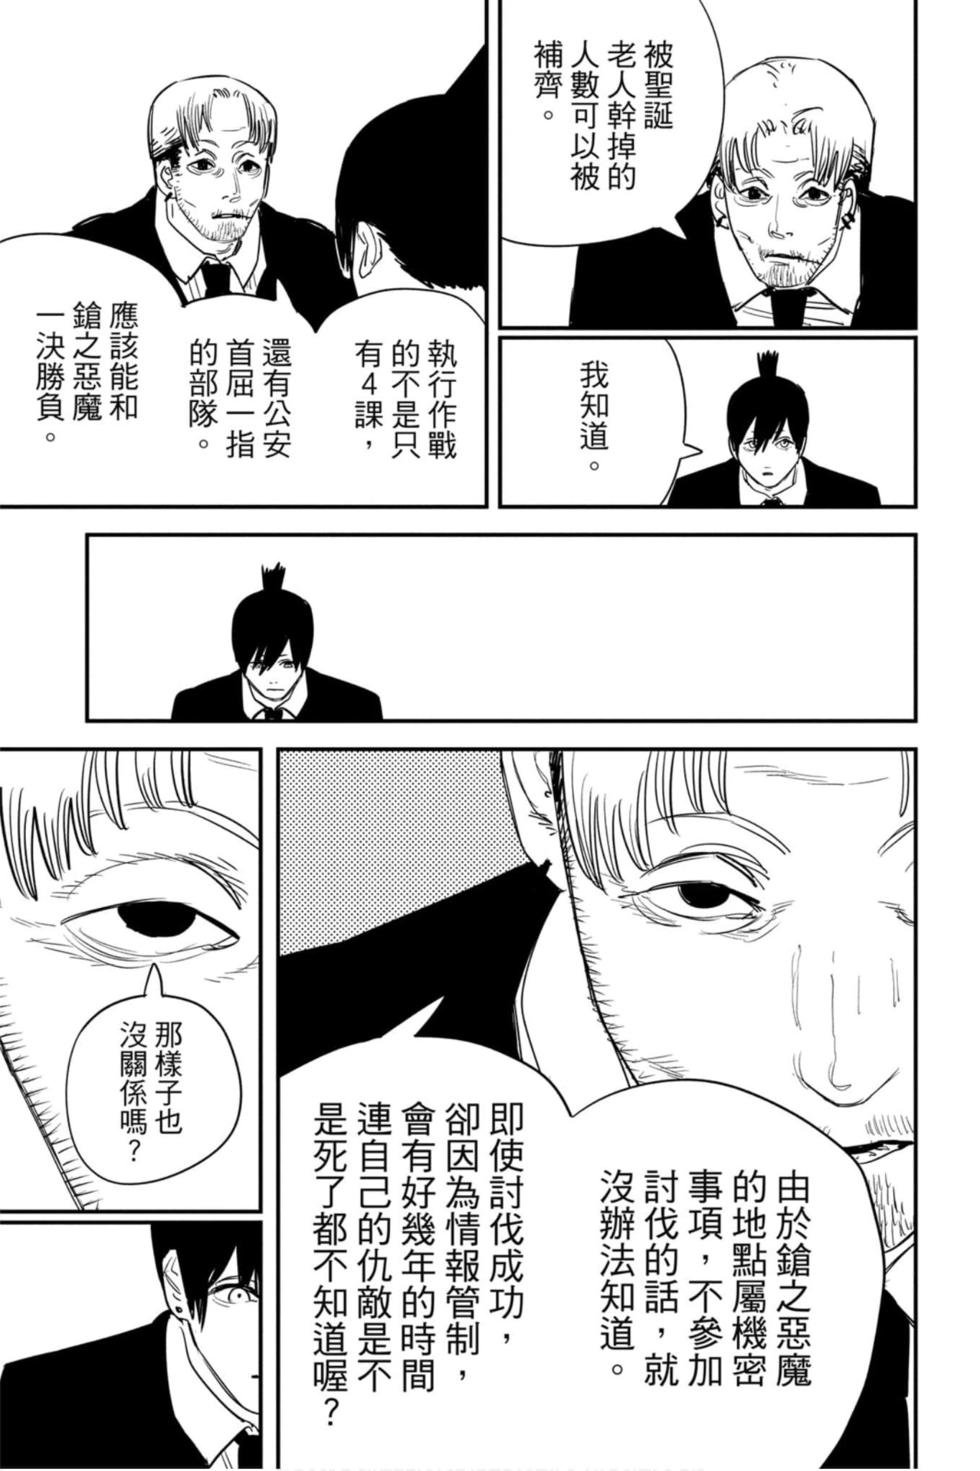 被聖誕
老人幹掉的
人數可以被
補齊。
我知道。
執行作戰
的不是只
有4課，
還有公安
首屈一指
的部隊。
應該能和
鎗之惡魔
一決勝負。
由於鎗之惡魔
的地點屬機密
事項，不參加
討伐的話，就
沒辦法知道。
即使討伐成功，
卻因為情報管制，
會有好幾年的時間
連自己的仇敵是不
是死了都不知道喔？
那樣子也
沒關係嗎？